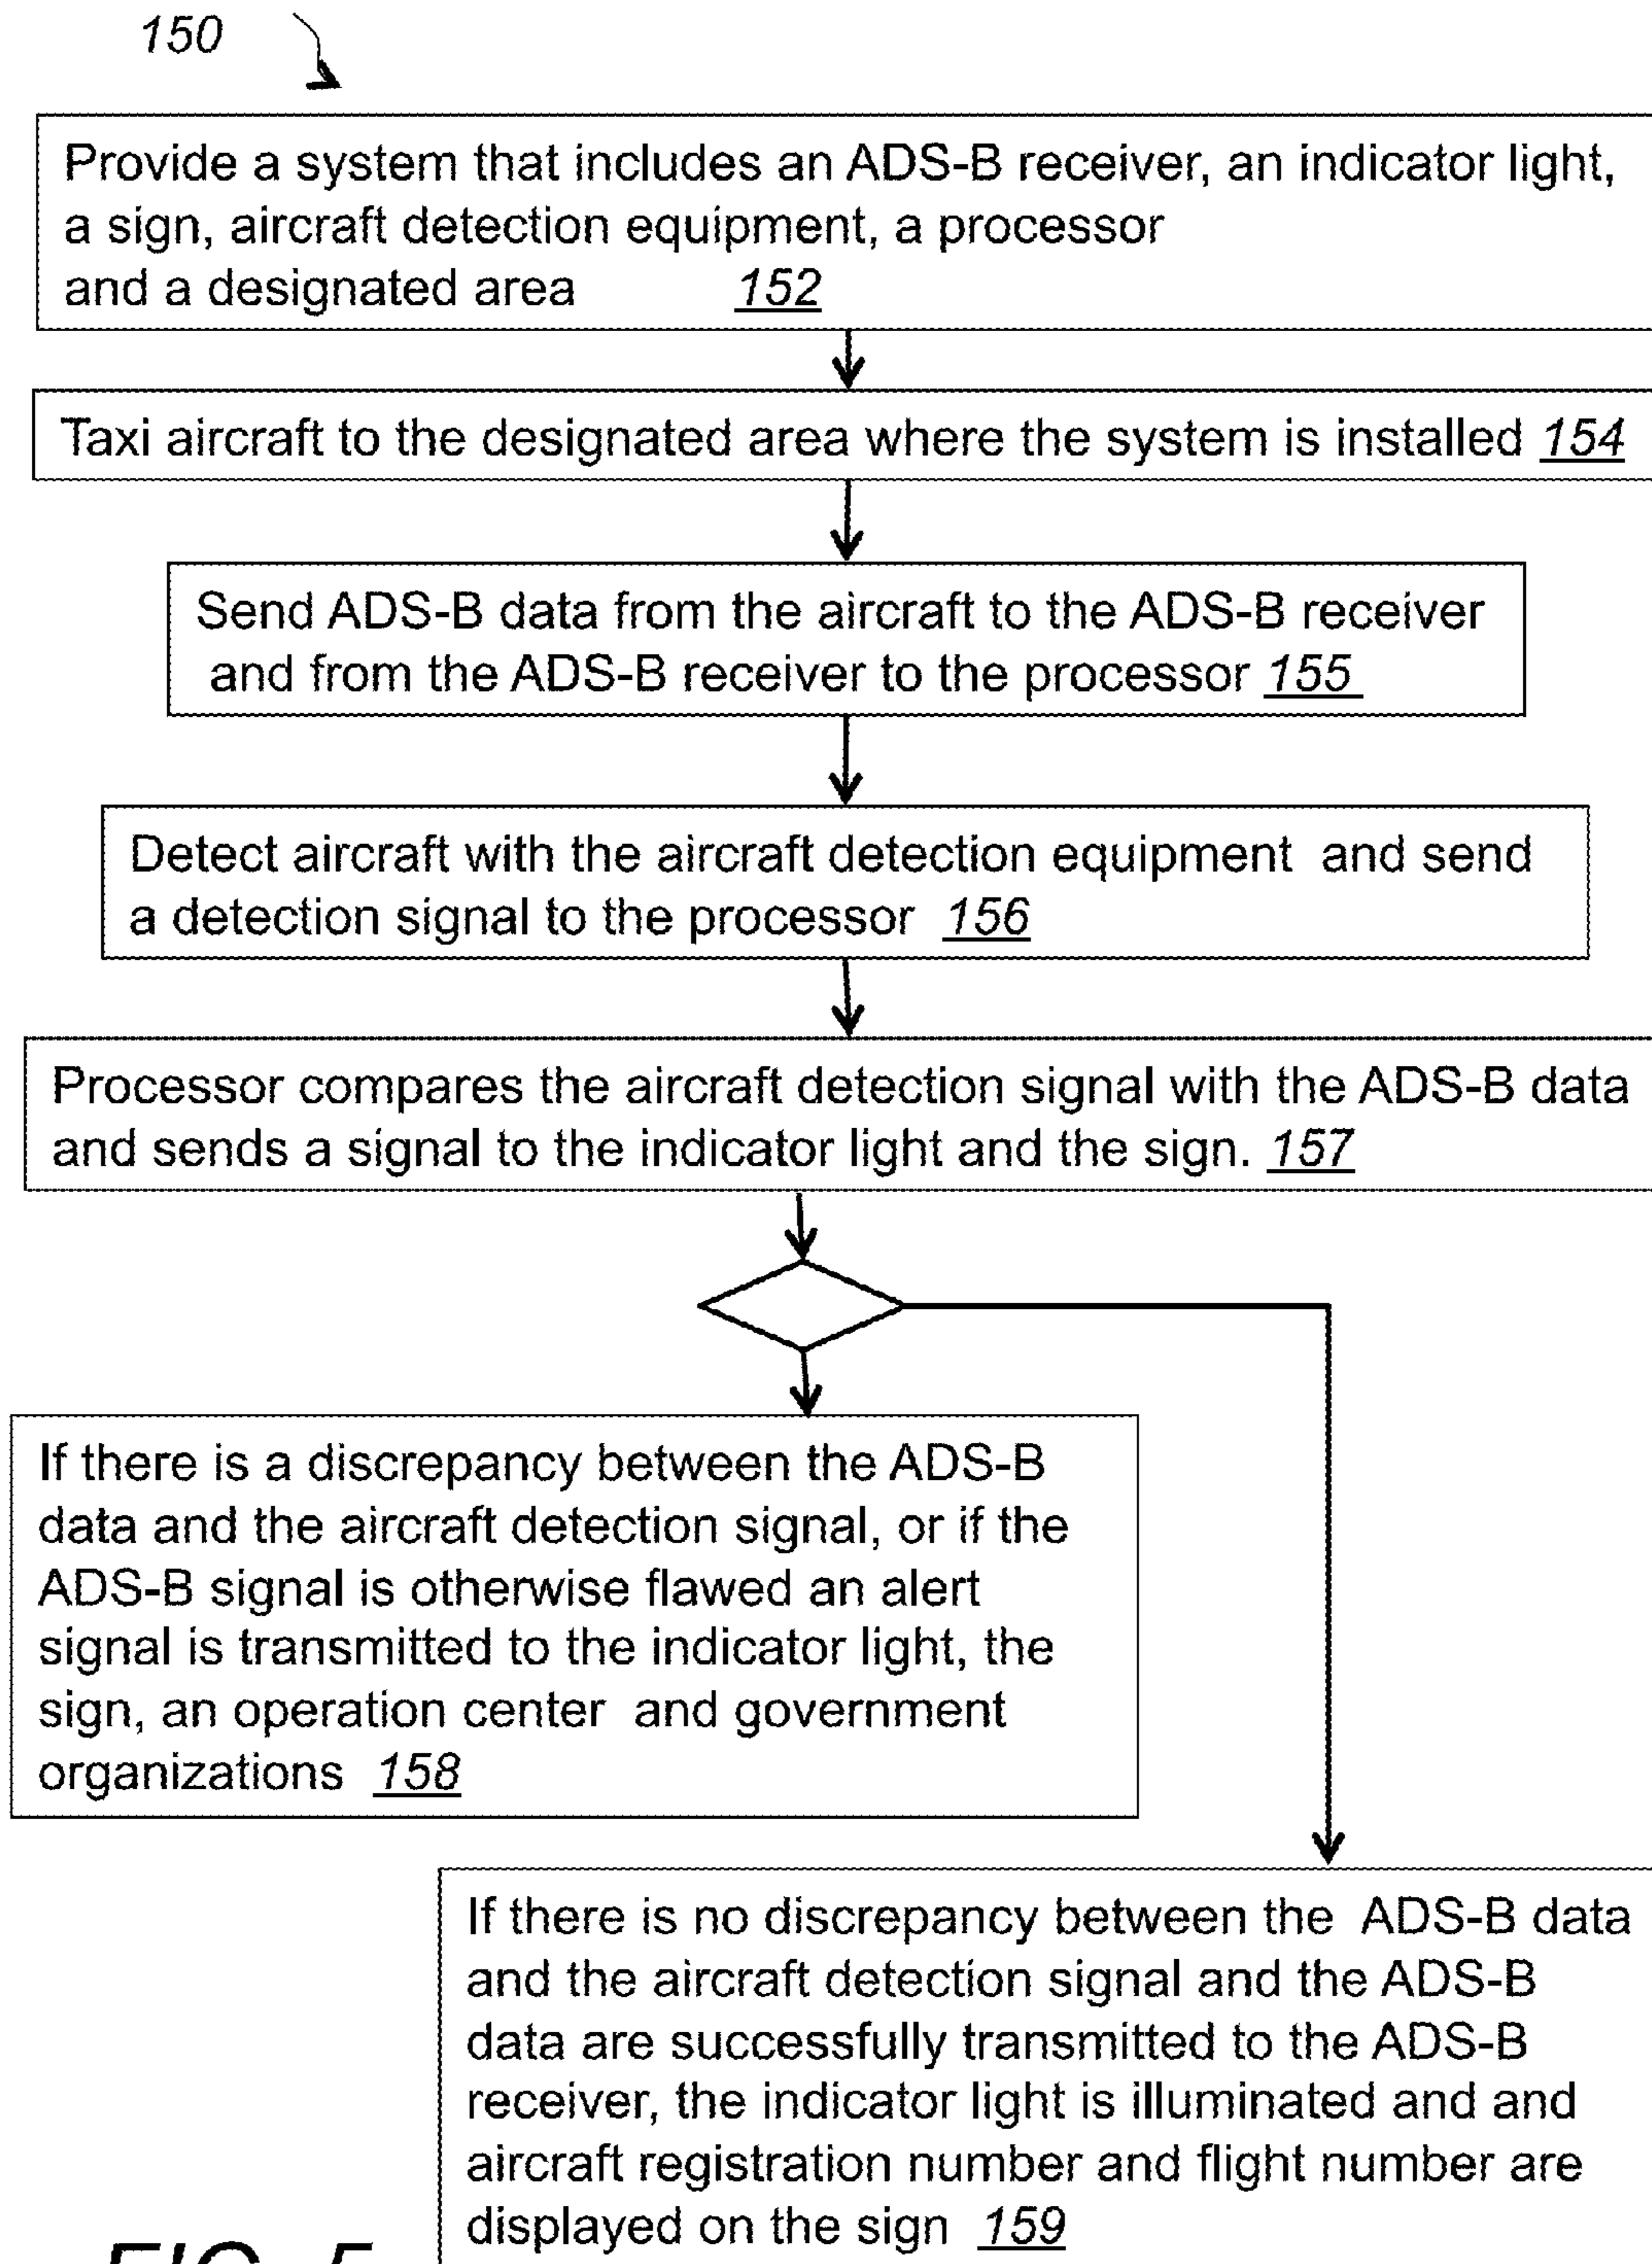 150
Provide a system that includes an ADS-B receiver, an indicator light,
a sign, aircraft detection equipment, a processor
and a designated area 152
Taxi aircraft to the designated area where the system is installed 154
Send ADS-B data from the aircraft to the ADS-B receiver
and from the ADS-B receiver to the processor 155
Detect aircraft with the aircraft detection equipment and send
a detection signal to the processor 156
Processor compares the aircraft detection signal with the ADS-B data
and sends a signal to the indicator light and the sign. 157
If there is a discrepancy between the ADS-B
data and the aircraft detection signal, or if the
ADS-B signal is otherwise flawed an alert
signal is transmitted to the indicator light, the
sign, an operation center and government
organizations 158
If there is no discrepancy between the ADS-B data
and the aircraft detection signal and the ADS-B
data are successfully transmitted to the ADS-B
receiver, the indicator light is illuminated and and
aircraft registration number and flight number are
displayed on the sign 159
FIG. 5